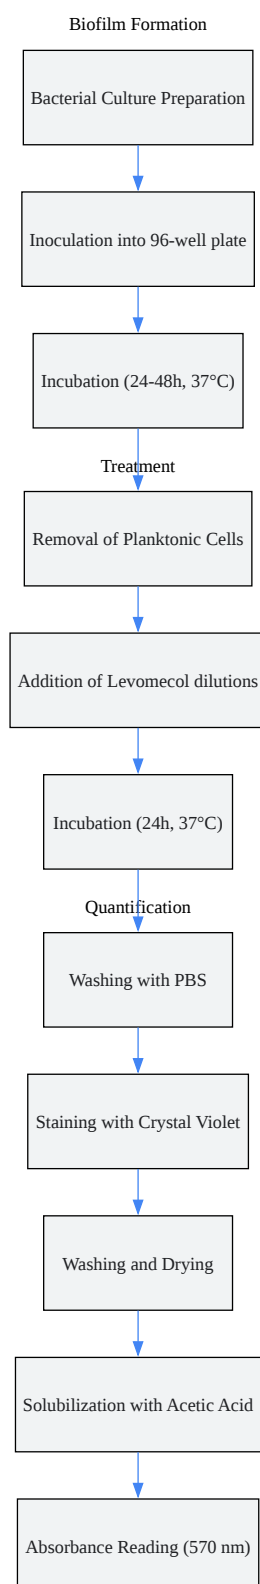 Biofilm Formation
Bacterial Culture Preparation
Inoculation into 96-well plate
Incubation (24-48h, 37°C)
Treatment
Removal of Planktonic Cells
Addition of Levomecol dilutions
Incubation (24h, 37°C)
Quantification
Washing with PBS
Staining with Crystal Violet
Washing and Drying
Solubilization with Acetic Acid
Absorbance Reading (570 nm)